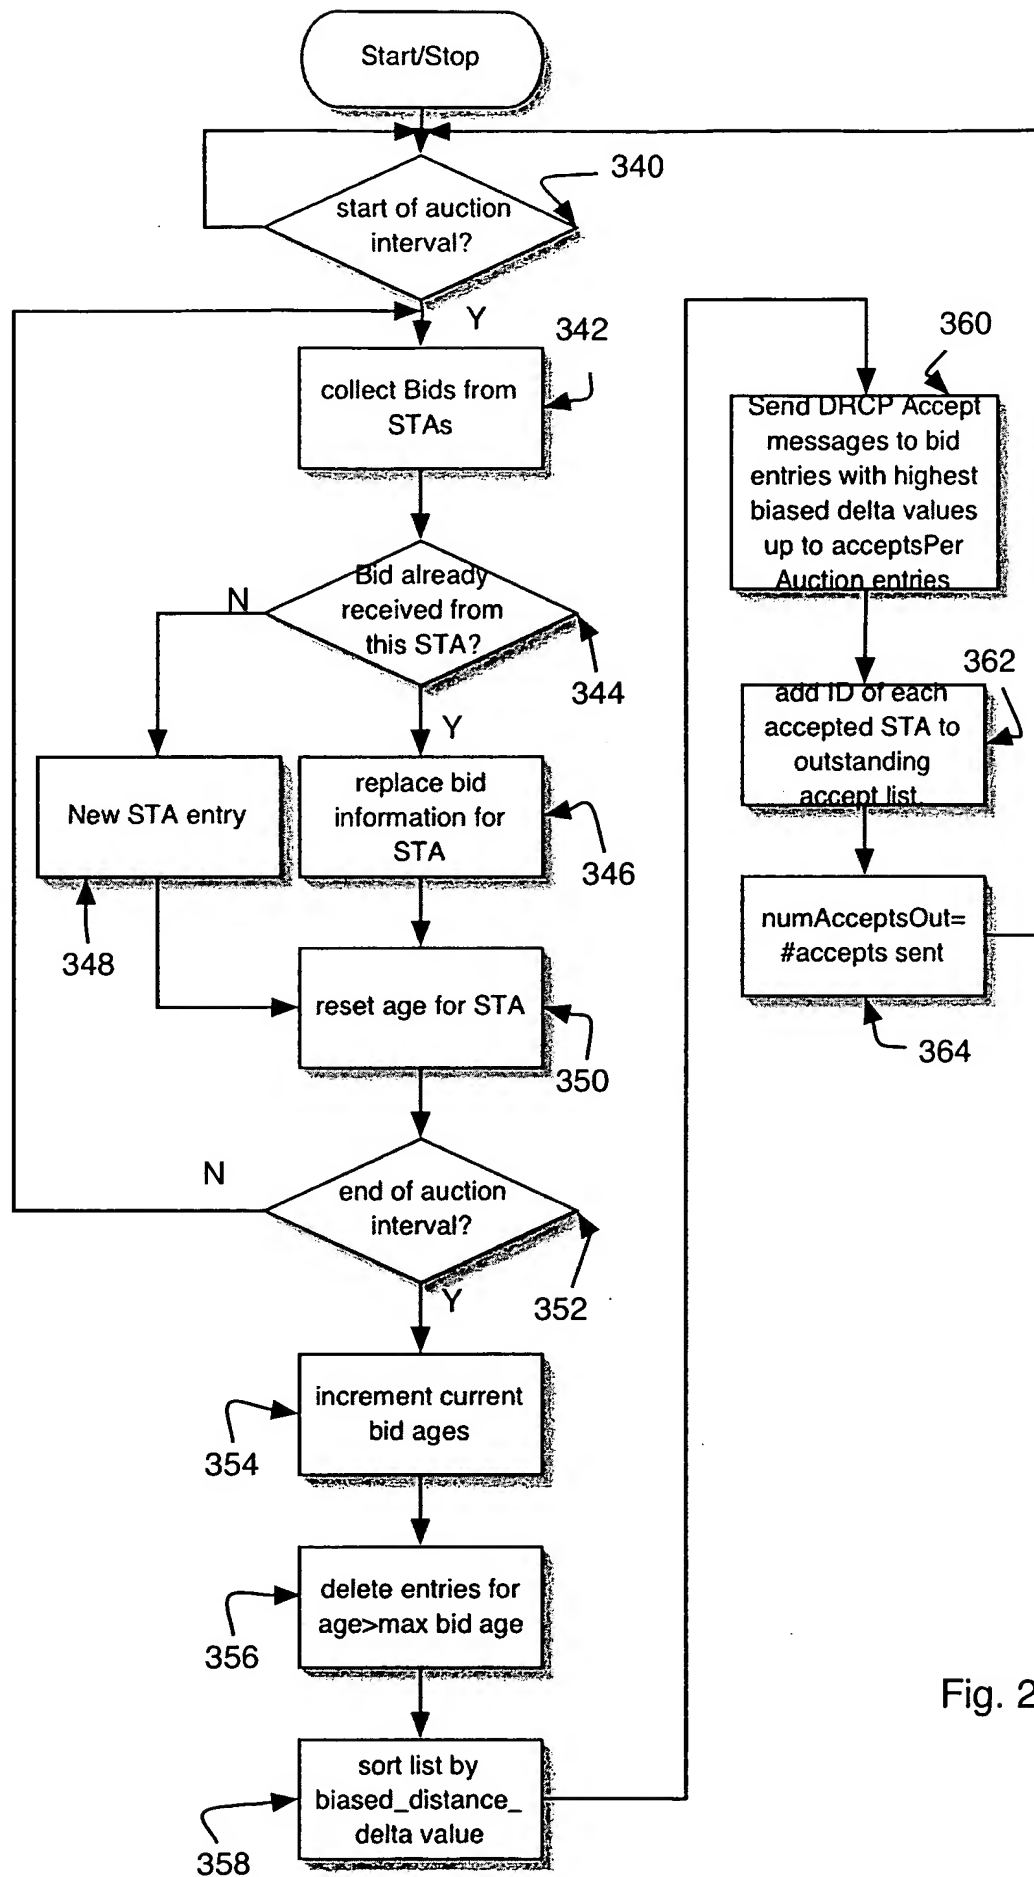 Start/Stop
340
start of auction
interval?
Y
342
collect Bids from
STAs
Bid already
received from
this STA?
N
344
Y
New STA entry
348
replace bid
information for
STA
346
reset age for STA
350
end of auction
interval?
N
352
Y
increment current
bid ages
354
delete entries for
age>max bid age
356
sort list by
biased_distance_
delta value
358
360
Send DRCP Accept
messages to bid
entries with highest
biased delta values
up to acceptsPer
Auction entries
362
add ID of each
accepted STA to
outstanding
accept list.
numAcceptsOut=
#accepts sent
364
Fig. 2